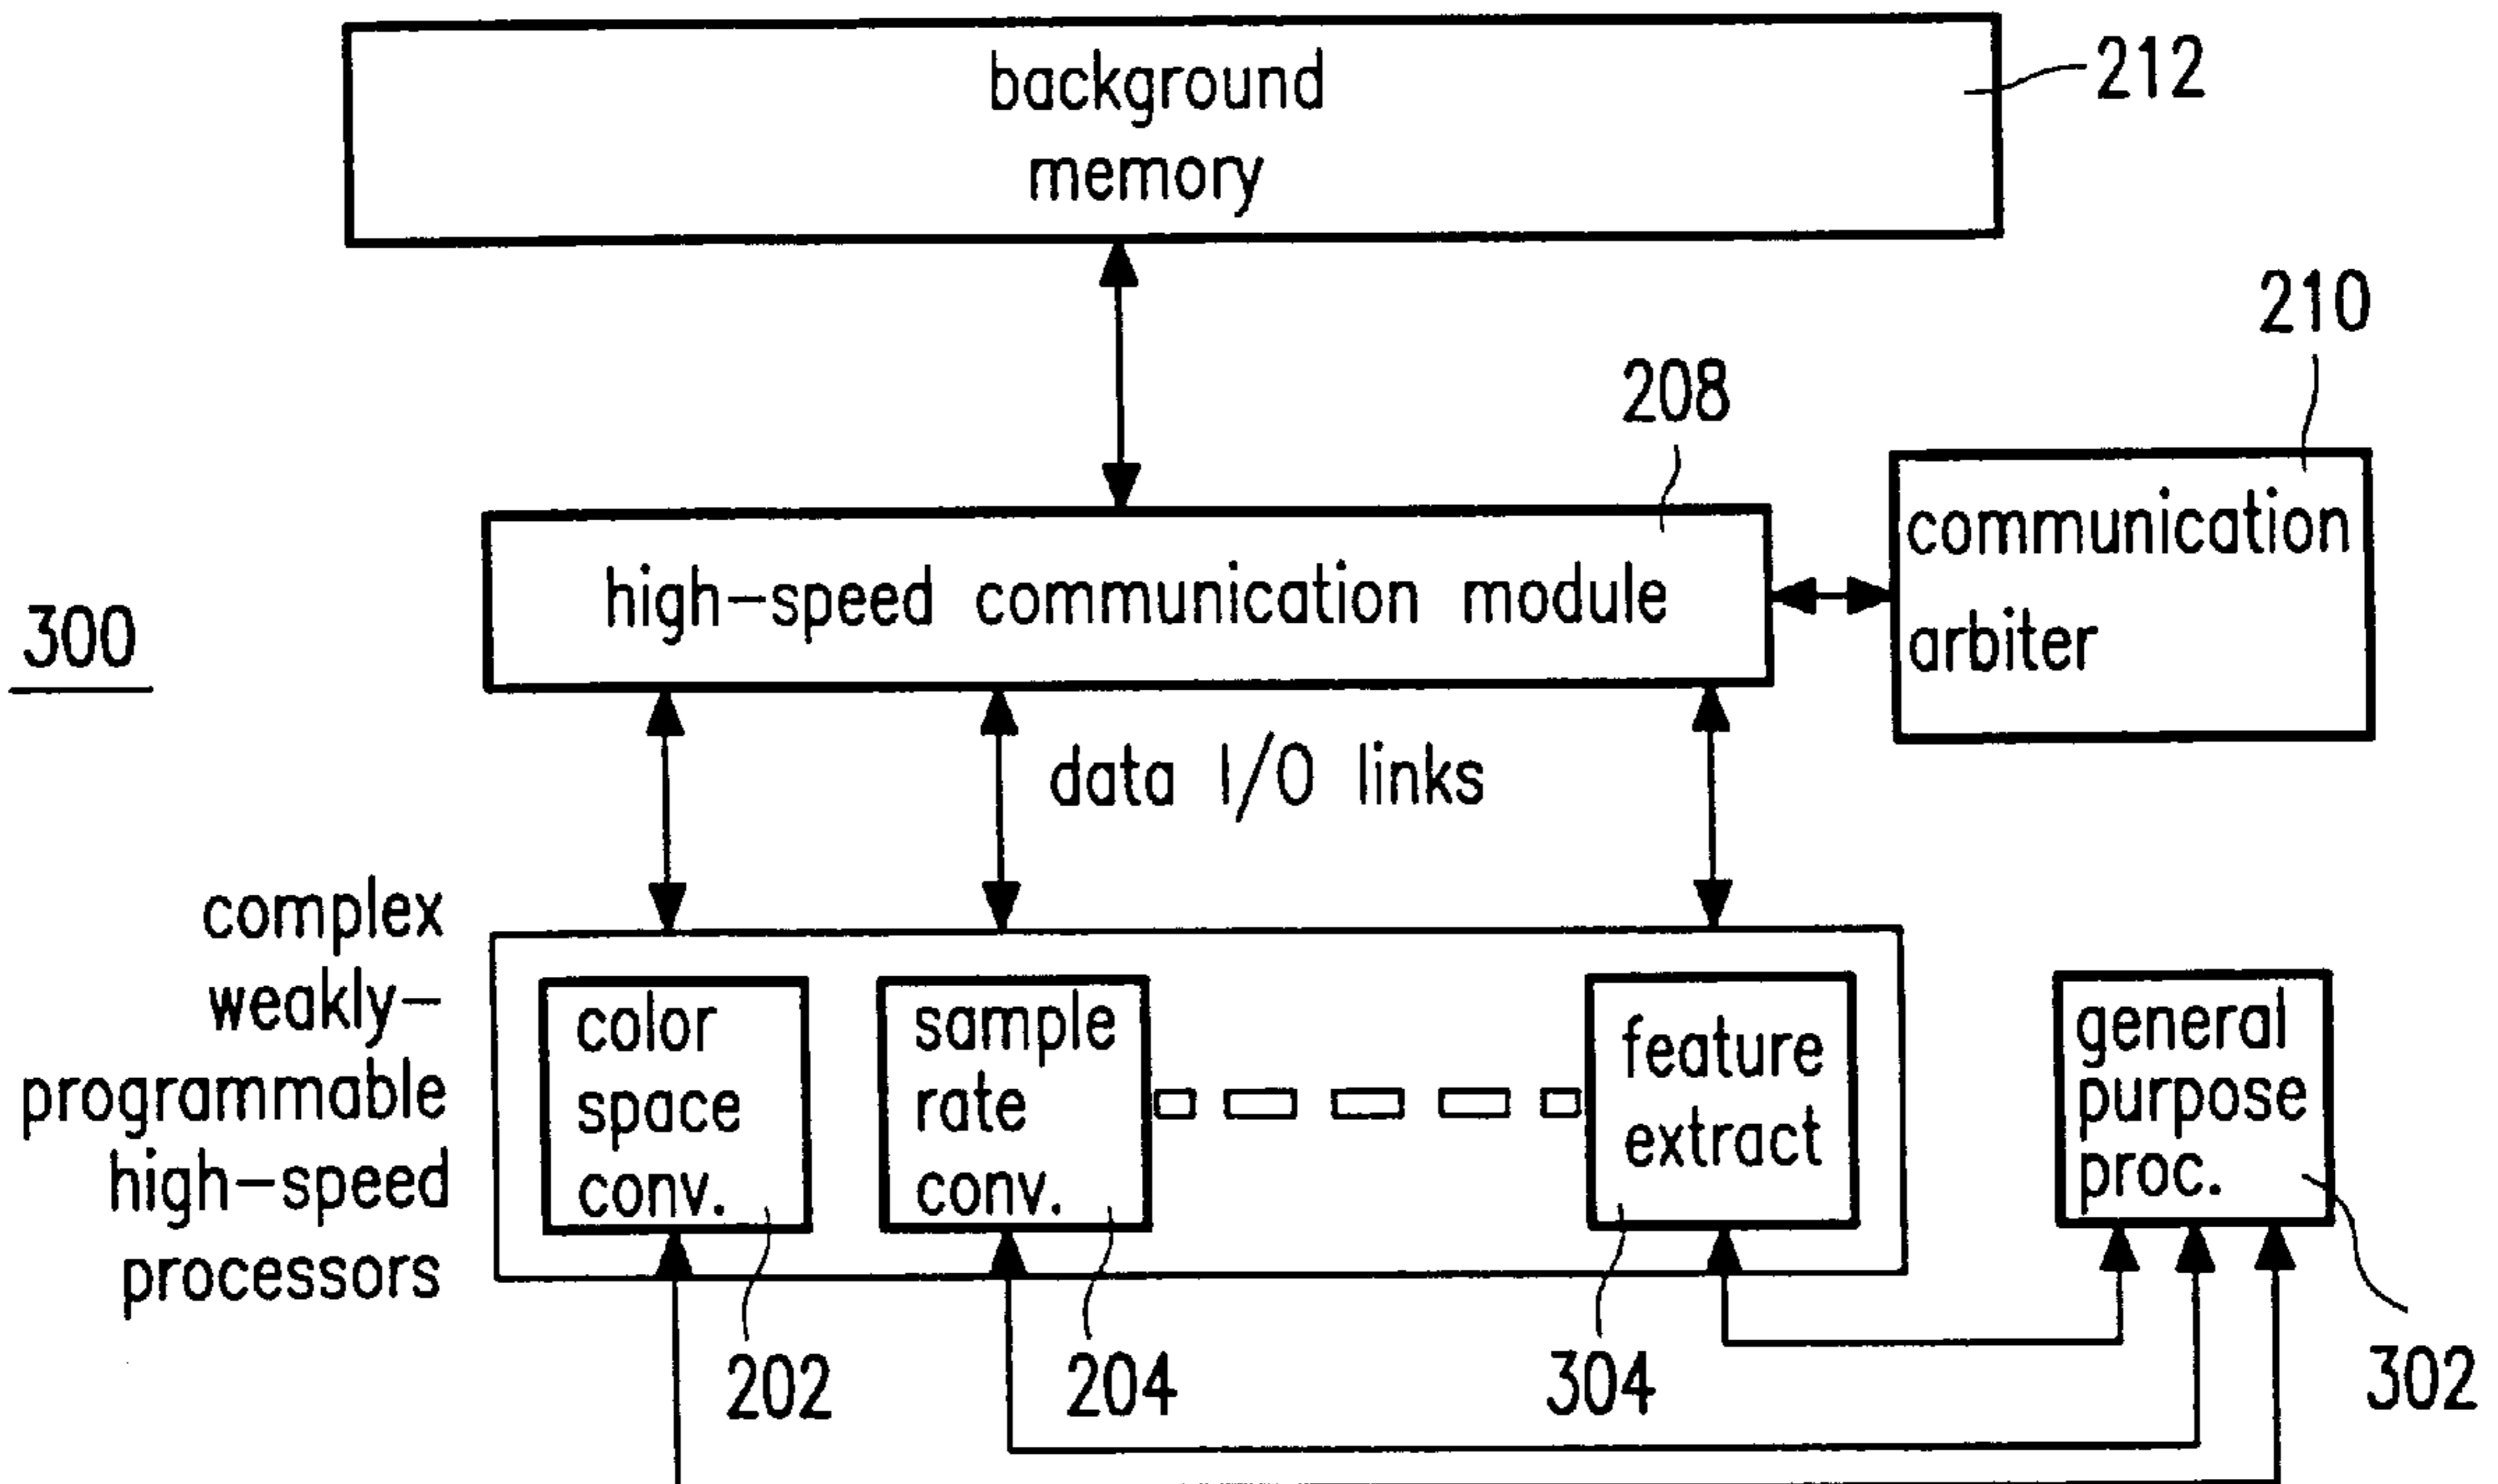 background
memory
212
210
208
high-speed communication module
communication
arbiter
300
data I/O links
complex
weakly-
programmable
high-speed
processors
color
space
conv.
sample
rate
conv.
feature
extract
general
purpose
proc.
202
204
304
302